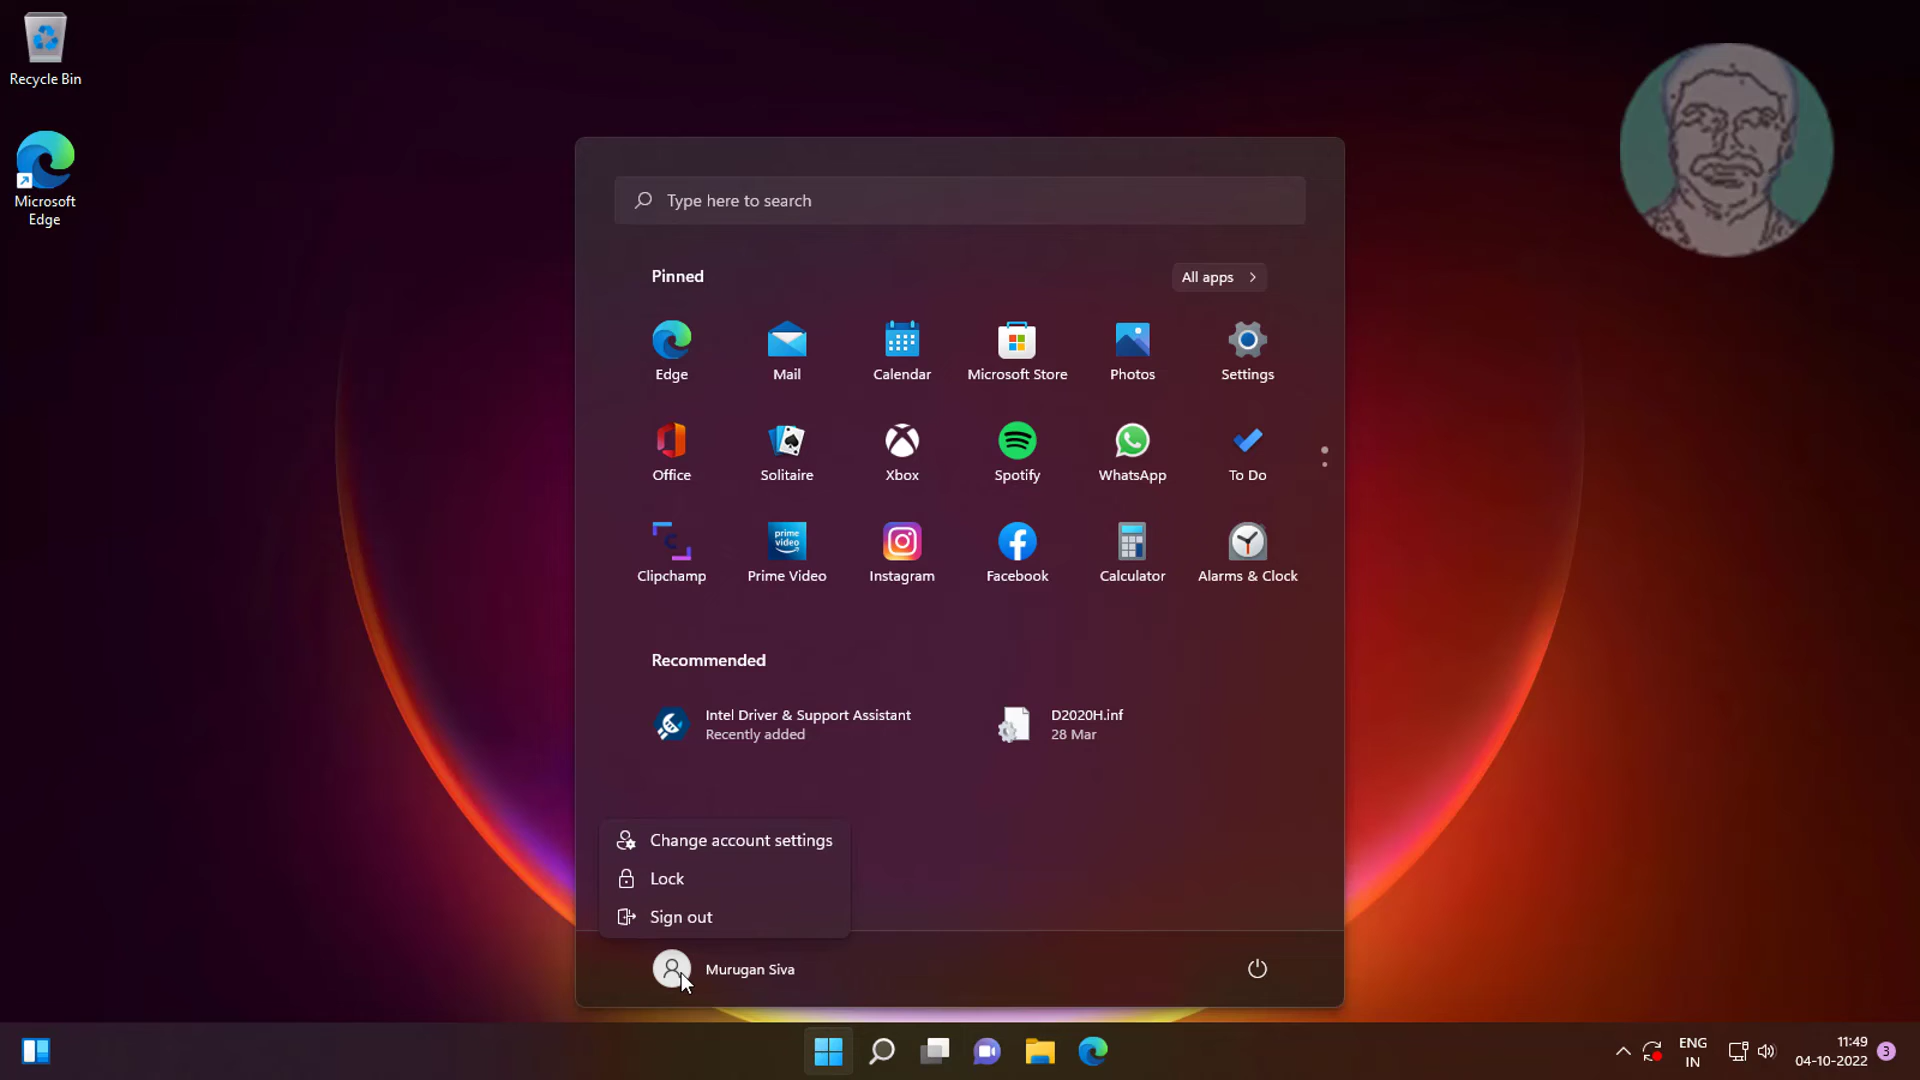 Recycle Bin
Microsoft
Edge
Type here to search
Pinned
All apps
Edge
Mail
Calendar
Microsoft Store
Photos
Settings
Office
Solitaire
Xbox
Spotify
WhatsApp
To Do
prime
video
Clipchamp
Prime Video
Instagram
Facebook
Calculator
Alarms & Clock
Recommended
Intel Driver & Support Assistant
Recently added
D2020H.inf
28 Mar
Change account settings
Lock
Sign out
Murugan Siva
ENG
IN
11:49
04-10-2022
3